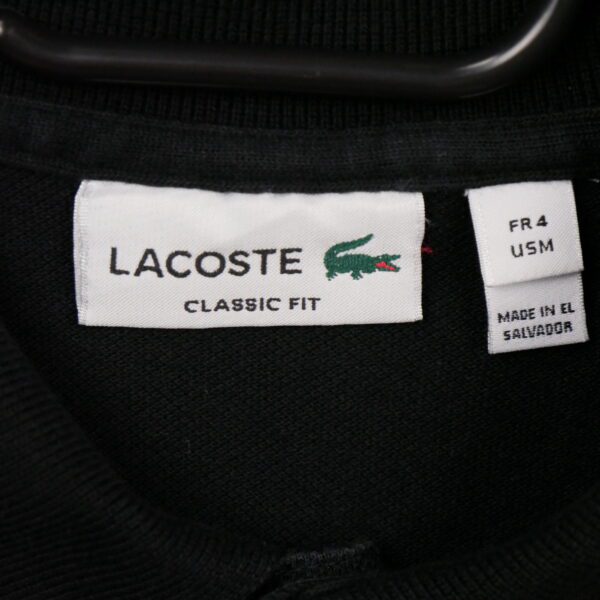 LACOSTE
CLASSIC FIT
FR 4
USM
MADE IN EL
SALVADOR